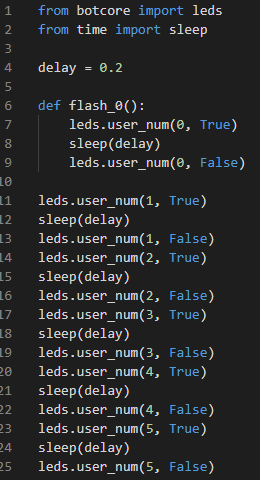 1 from botcore import leds
2 from time import sleep
3
4 delay = 0.2
5
6 def flash_0():
7     leds.user_num(0, True)
8     sleep(delay)
9     leds.user_num(0, False)
10
11 leds.user_num(1, True)
12 sleep(delay)
13 leds.user_num(1, False)
14 leds.user_num(2, True)
15 sleep(delay)
16 leds.user_num(2, False)
17 leds.user_num(3, True)
18 sleep(delay)
19 leds.user_num(3, False)
20 leds.user_num(4, True)
21 sleep(delay)
22 leds.user_num(4, False)
23 leds.user_num(5, True)
24 sleep(delay)
25 leds.user_num(5, False)